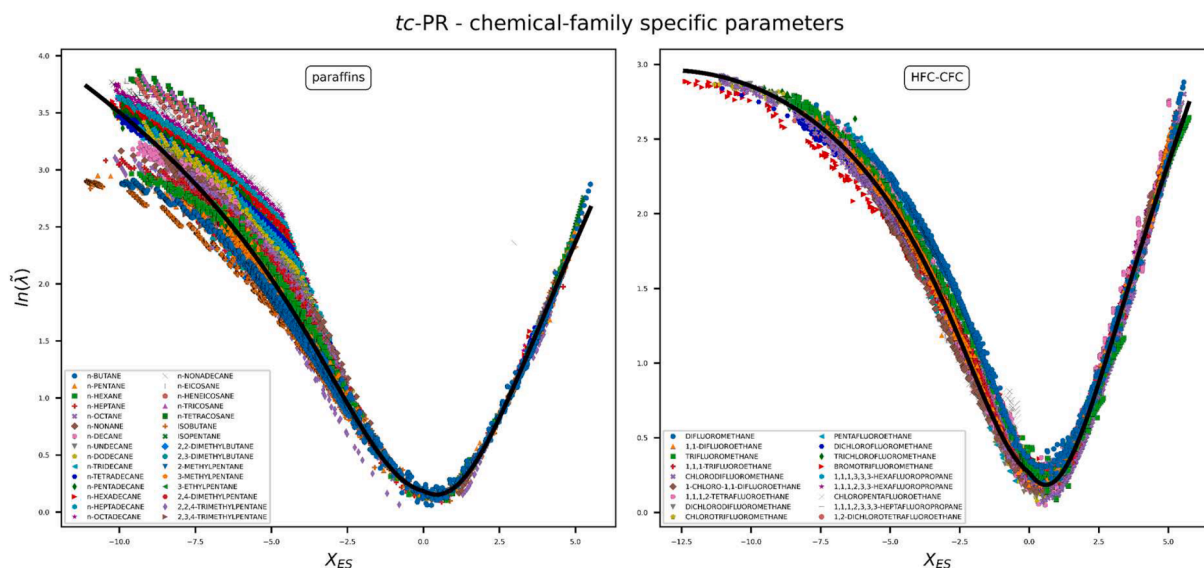 tc-PR - chemical-family specific parameters
paraffins
4.0
3.5
3.0
2.5
2.0
1.5
1.0
0.5
0.0
ln(λ̃)
n-BUTANE
n-PENTANE
n-HEXANE
n-HEPTANE
n-OCTANE
n-NONANE
n-DECANE
n-UNDECANE
n-DODECANE
n-TRIDECANE
n-TETRADECANE
n-PENTADECANE
n-HEXADECANE
n-HEPTADECANE
n-OCTADECANE
n-NONADECANE
n-EICOSANE
n-HENEICOSANE
n-TRICOSANE
n-TETRACOSANE
ISOBUTANE
ISOPENTANE
2,2-DIMETHYLBUTANE
2,3-DIMETHYLBUTANE
2-METHYLPENTANE
3-METHYLPENTANE
3-ETHYLPENTANE
2,4-DIMETHYLPENTANE
2,2,4-TRIMETHYLPENTANE
2,3,4-TRIMETHYLPENTANE
−10.0 −7.5 −5.0 −2.5 0.0 2.5 5.0
X_ES
HFC-CFC
3.0
2.5
2.0
1.5
1.0
0.5
0.0
DIFLUOROMETHANE
1,1-DIFLUOROETHANE
TRIFLUOROMETHANE
1,1,1-TRIFLUOROETHANE
CHLORODIFLUOROMETHANE
1-CHLORO-1,1-DIFLUOROETHANE
1,1,1,2-TETRAFLUOROETHANE
DICHLORODIFLUOROMETHANE
CHLOROTRIFLUOROMETHANE
PENTAFLUOROETHANE
DICHLOROFLUOROMETHANE
TRICHLOROFLUOROMETHANE
BROMOTRIFLUOROMETHANE
1,1,1,3,3,3-HEXAFLUOROPROPANE
1,1,1,2,3,3-HEXAFLUOROPROPANE
CHLOROPENTAFLUOROETHANE
1,1,1,2,3,3,3-HEPTAFLUOROPROPANE
1,2-DICHLOROTETRAFLUOROETHANE
−12.5 −10.0 −7.5 −5.0 −2.5 0.0 2.5 5.0
X_ES